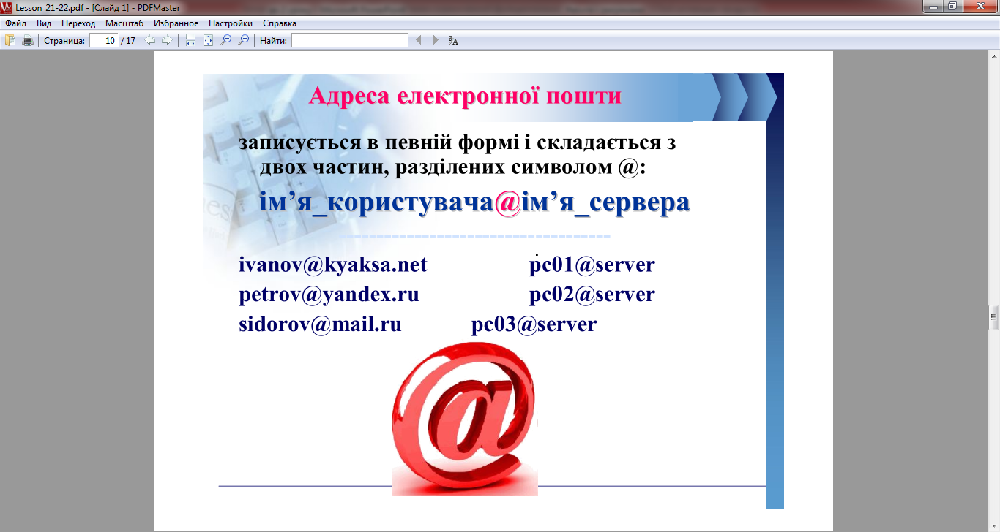 Lesson_21-22.pdf - [Слайд 1] - PDFMaster
Файл Вид Переход Масштаб Избранное Настройки Справка
Страница: 10 / 17 Найти:
Адреса електронної пошти
записується в певній формі і складається з
двох частин, разділених символом @:
ім’я_користувача@ім’я_сервера
ivanov@kyaksa.net pc01@server
petrov@yandex.ru pc02@server
sidorov@mail.ru pc03@server
@